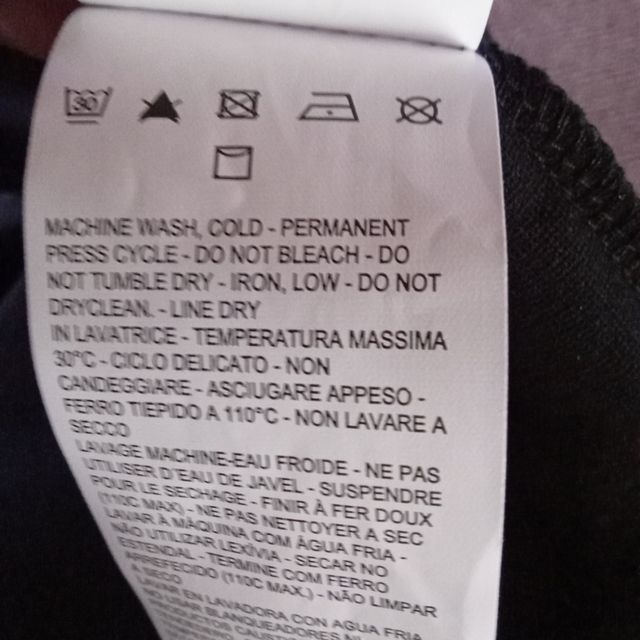 30
MACHINE WASH, COLD - PERMANENT
PRESS CYCLE - DO NOT BLEACH - DO
NOT TUMBLE DRY - IRON, LOW - DO NOT
DRYCLEAN. - LINE DRY
IN LAVATRICE - TEMPERATURA MASSIMA
30°C - CICLO DELICATO - NON
CANDEGGIARE - ASCIUGARE APPESO -
FERRO TIEPIDO A 110°C - NON LAVARE A
SECCO
LAVAGE MACHINE-EAU FROIDE - NE PAS
UTILISER D'EAU DE JAVEL - SUSPENDRE
POUR LE SECHAGE - FINIR À FER DOUX
(110C MAX) - NE PAS NETTOYER A SEC
LAVAR À MÁQUINA COM ÁGUA FRIA -
NÃO UTILIZAR LEXÍVIA - SECAR NO
ESTENDAL - TERMINE COM FERRO
(110C MAX.) - NÃO LIMPAR
EN LAVADORA CON AGUA FRIA
BLANQUEADORES NI